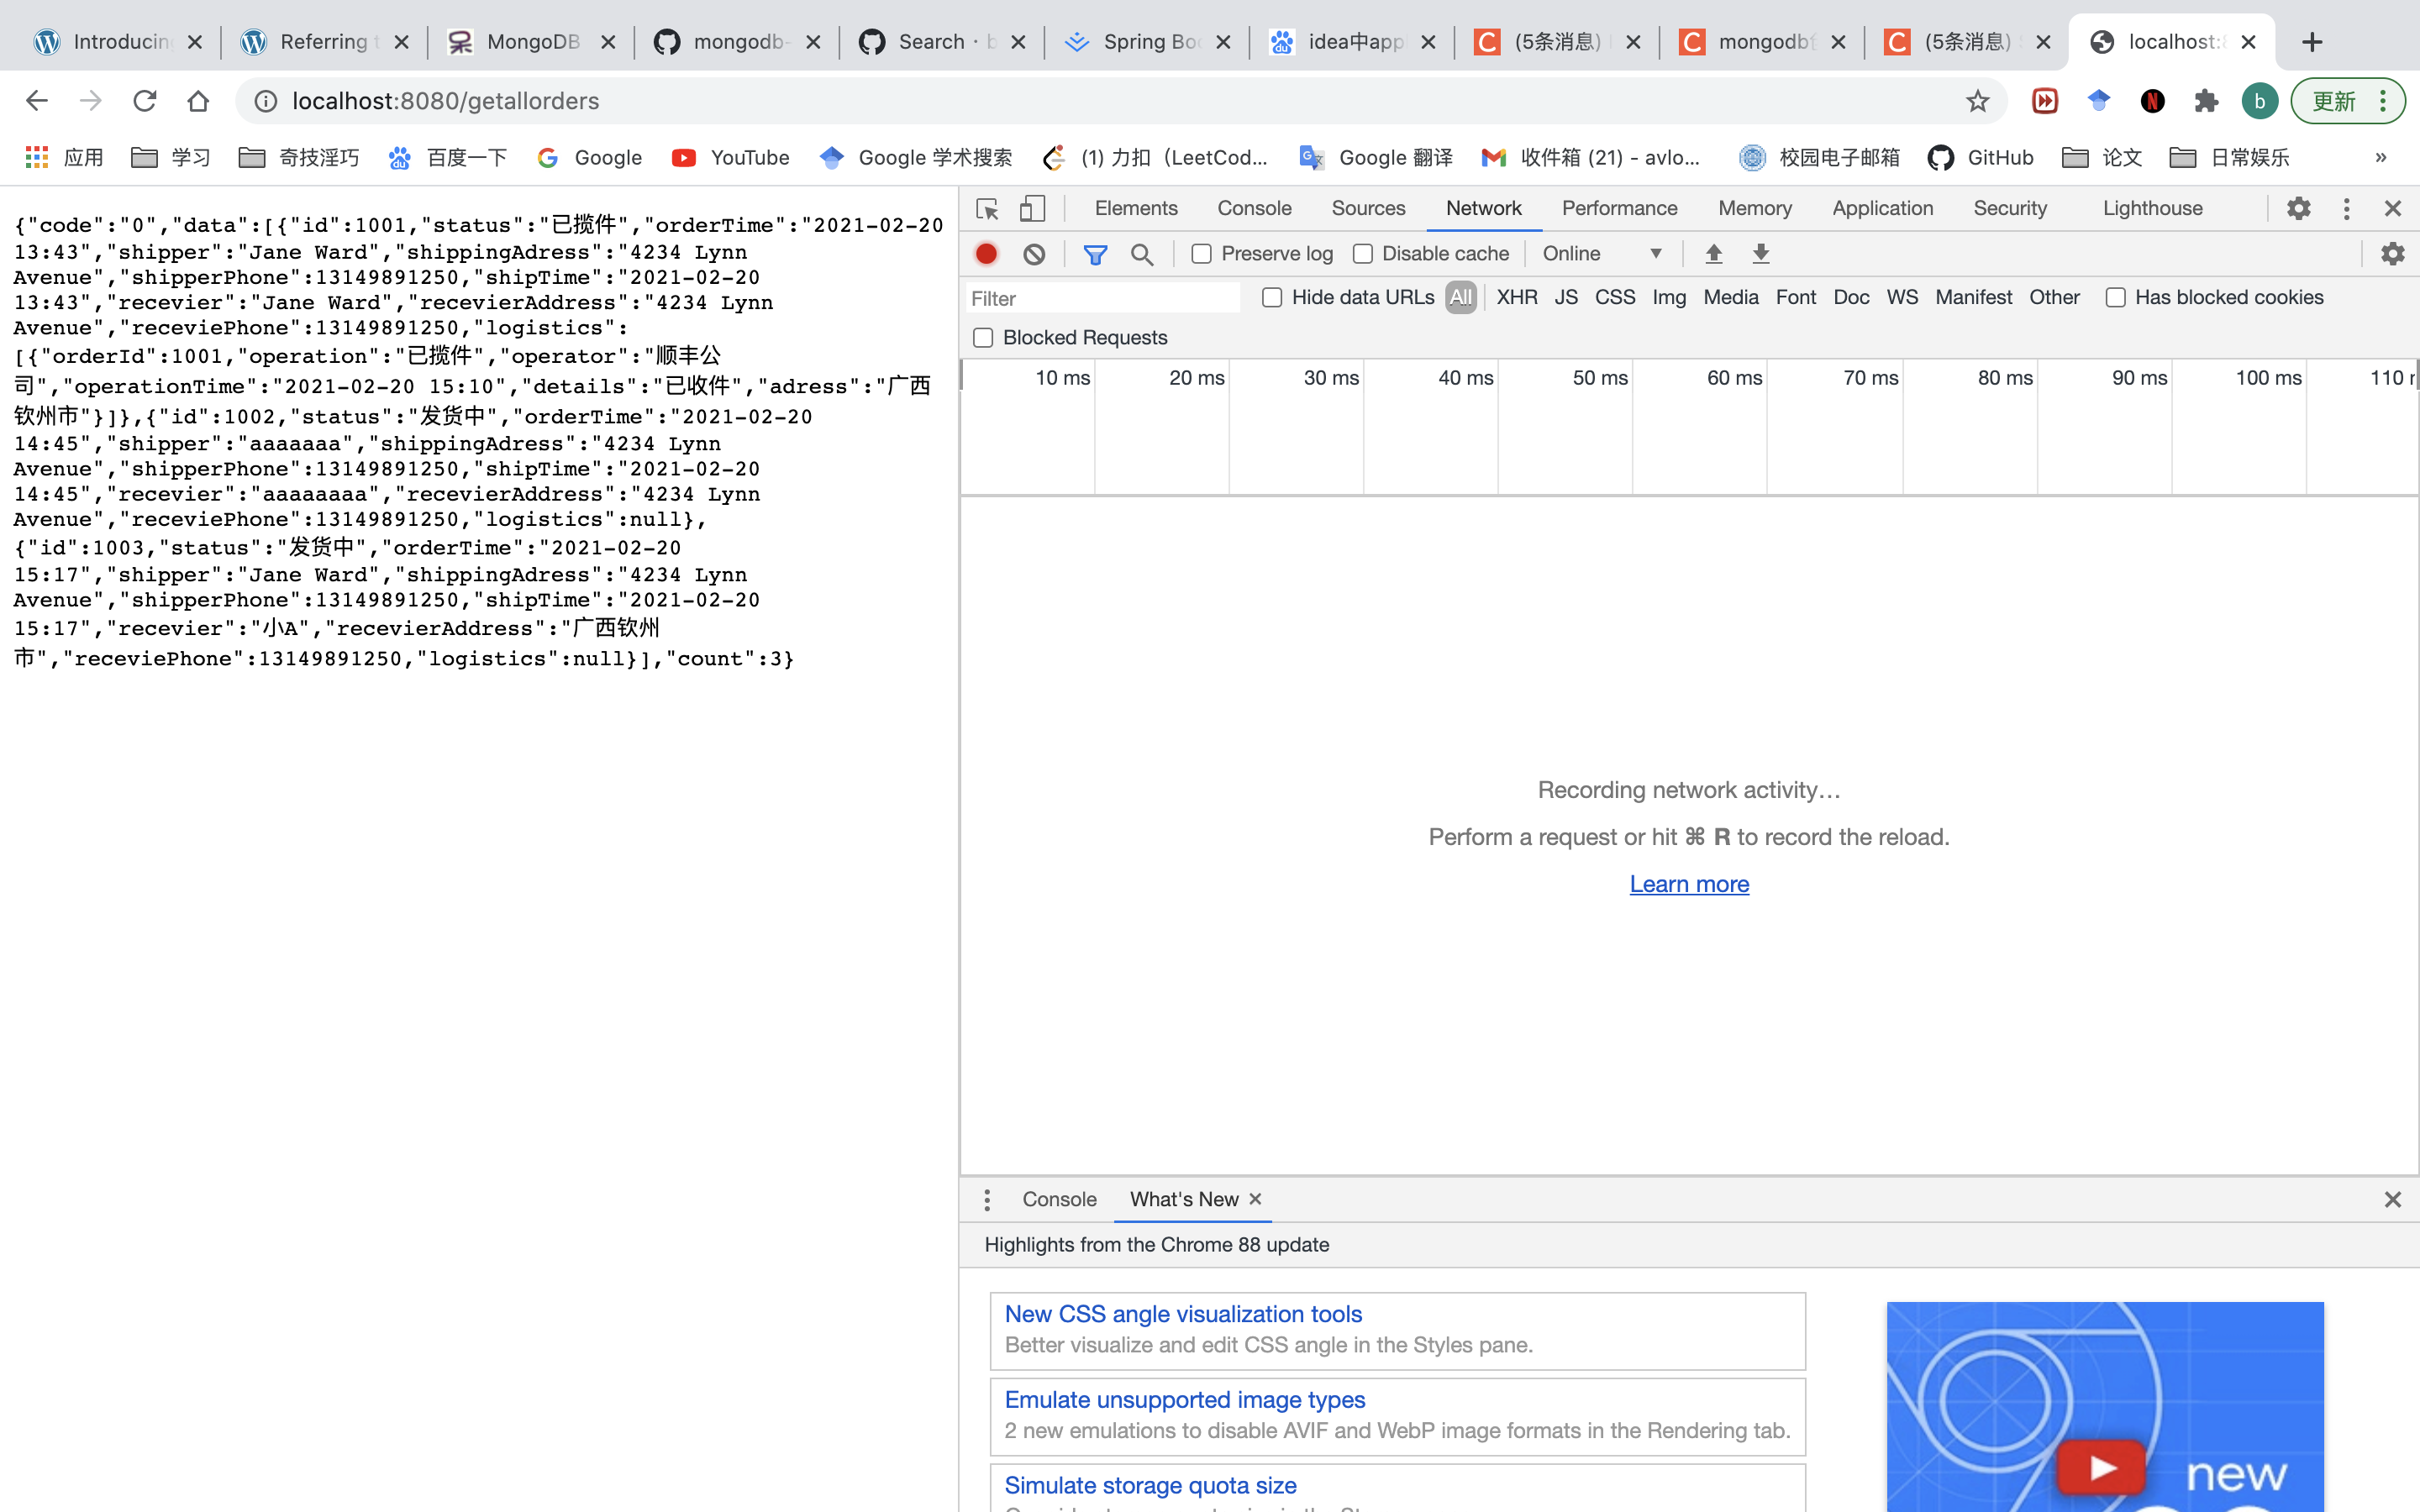 Introducing
Referring t
MongoDB
mongodb-
Search · b
Spring Boo
idea中app
(5条消息)
mongodb
(5条消息)
localhost:8
localhost:8080/getallorders
b
更新
应用
学习
奇技淫巧
百度一下
Google
YouTube
Google 学术搜索
(1) 力扣（LeetCod...
Google 翻译
收件箱 (21) - avlo...
校园电子邮箱
GitHub
论文
日常娱乐
»
{"code":"0","data":[{"id":1001,"status":"已揽件","orderTime":"2021-02-20
13:43","shipper":"Jane Ward","shippingAdress":"4234 Lynn
Avenue","shipperPhone":13149891250,"shipTime":"2021-02-20
13:43","recevier":"Jane Ward","recevierAddress":"4234 Lynn
Avenue","receviePhone":13149891250,"logistics":
[{"orderId":1001,"operation":"已揽件","operator":"顺丰公
司","operationTime":"2021-02-20 15:10","details":"已收件","adress":"广西
钦州市"}]},{"id":1002,"status":"发货中","orderTime":"2021-02-20
14:45","shipper":"aaaaaaa","shippingAdress":"4234 Lynn
Avenue","shipperPhone":13149891250,"shipTime":"2021-02-20
14:45","recevier":"aaaaaaaa","recevierAddress":"4234 Lynn
Avenue","receviePhone":13149891250,"logistics":null},
{"id":1003,"status":"发货中","orderTime":"2021-02-20
15:17","shipper":"Jane Ward","shippingAdress":"4234 Lynn
Avenue","shipperPhone":13149891250,"shipTime":"2021-02-20
15:17","recevier":"小A","recevierAddress":"广西钦州
市","receviePhone":13149891250,"logistics":null}],"count":3}
Elements
Console
Sources
Network
Performance
Memory
Application
Security
Lighthouse
Preserve log
Disable cache
Online
Filter
Hide data URLs
All
XHR
JS
CSS
Img
Media
Font
Doc
WS
Manifest
Other
Has blocked cookies
Blocked Requests
10 ms
20 ms
30 ms
40 ms
50 ms
60 ms
70 ms
80 ms
90 ms
100 ms
110
Recording network activity…
Perform a request or hit ⌘ R to record the reload.
Learn more
Console
What's New
Highlights from the Chrome 88 update
New CSS angle visualization tools
Better visualize and edit CSS angle in the Styles pane.
Emulate unsupported image types
2 new emulations to disable AVIF and WebP image formats in the Rendering tab.
Simulate storage quota size
new